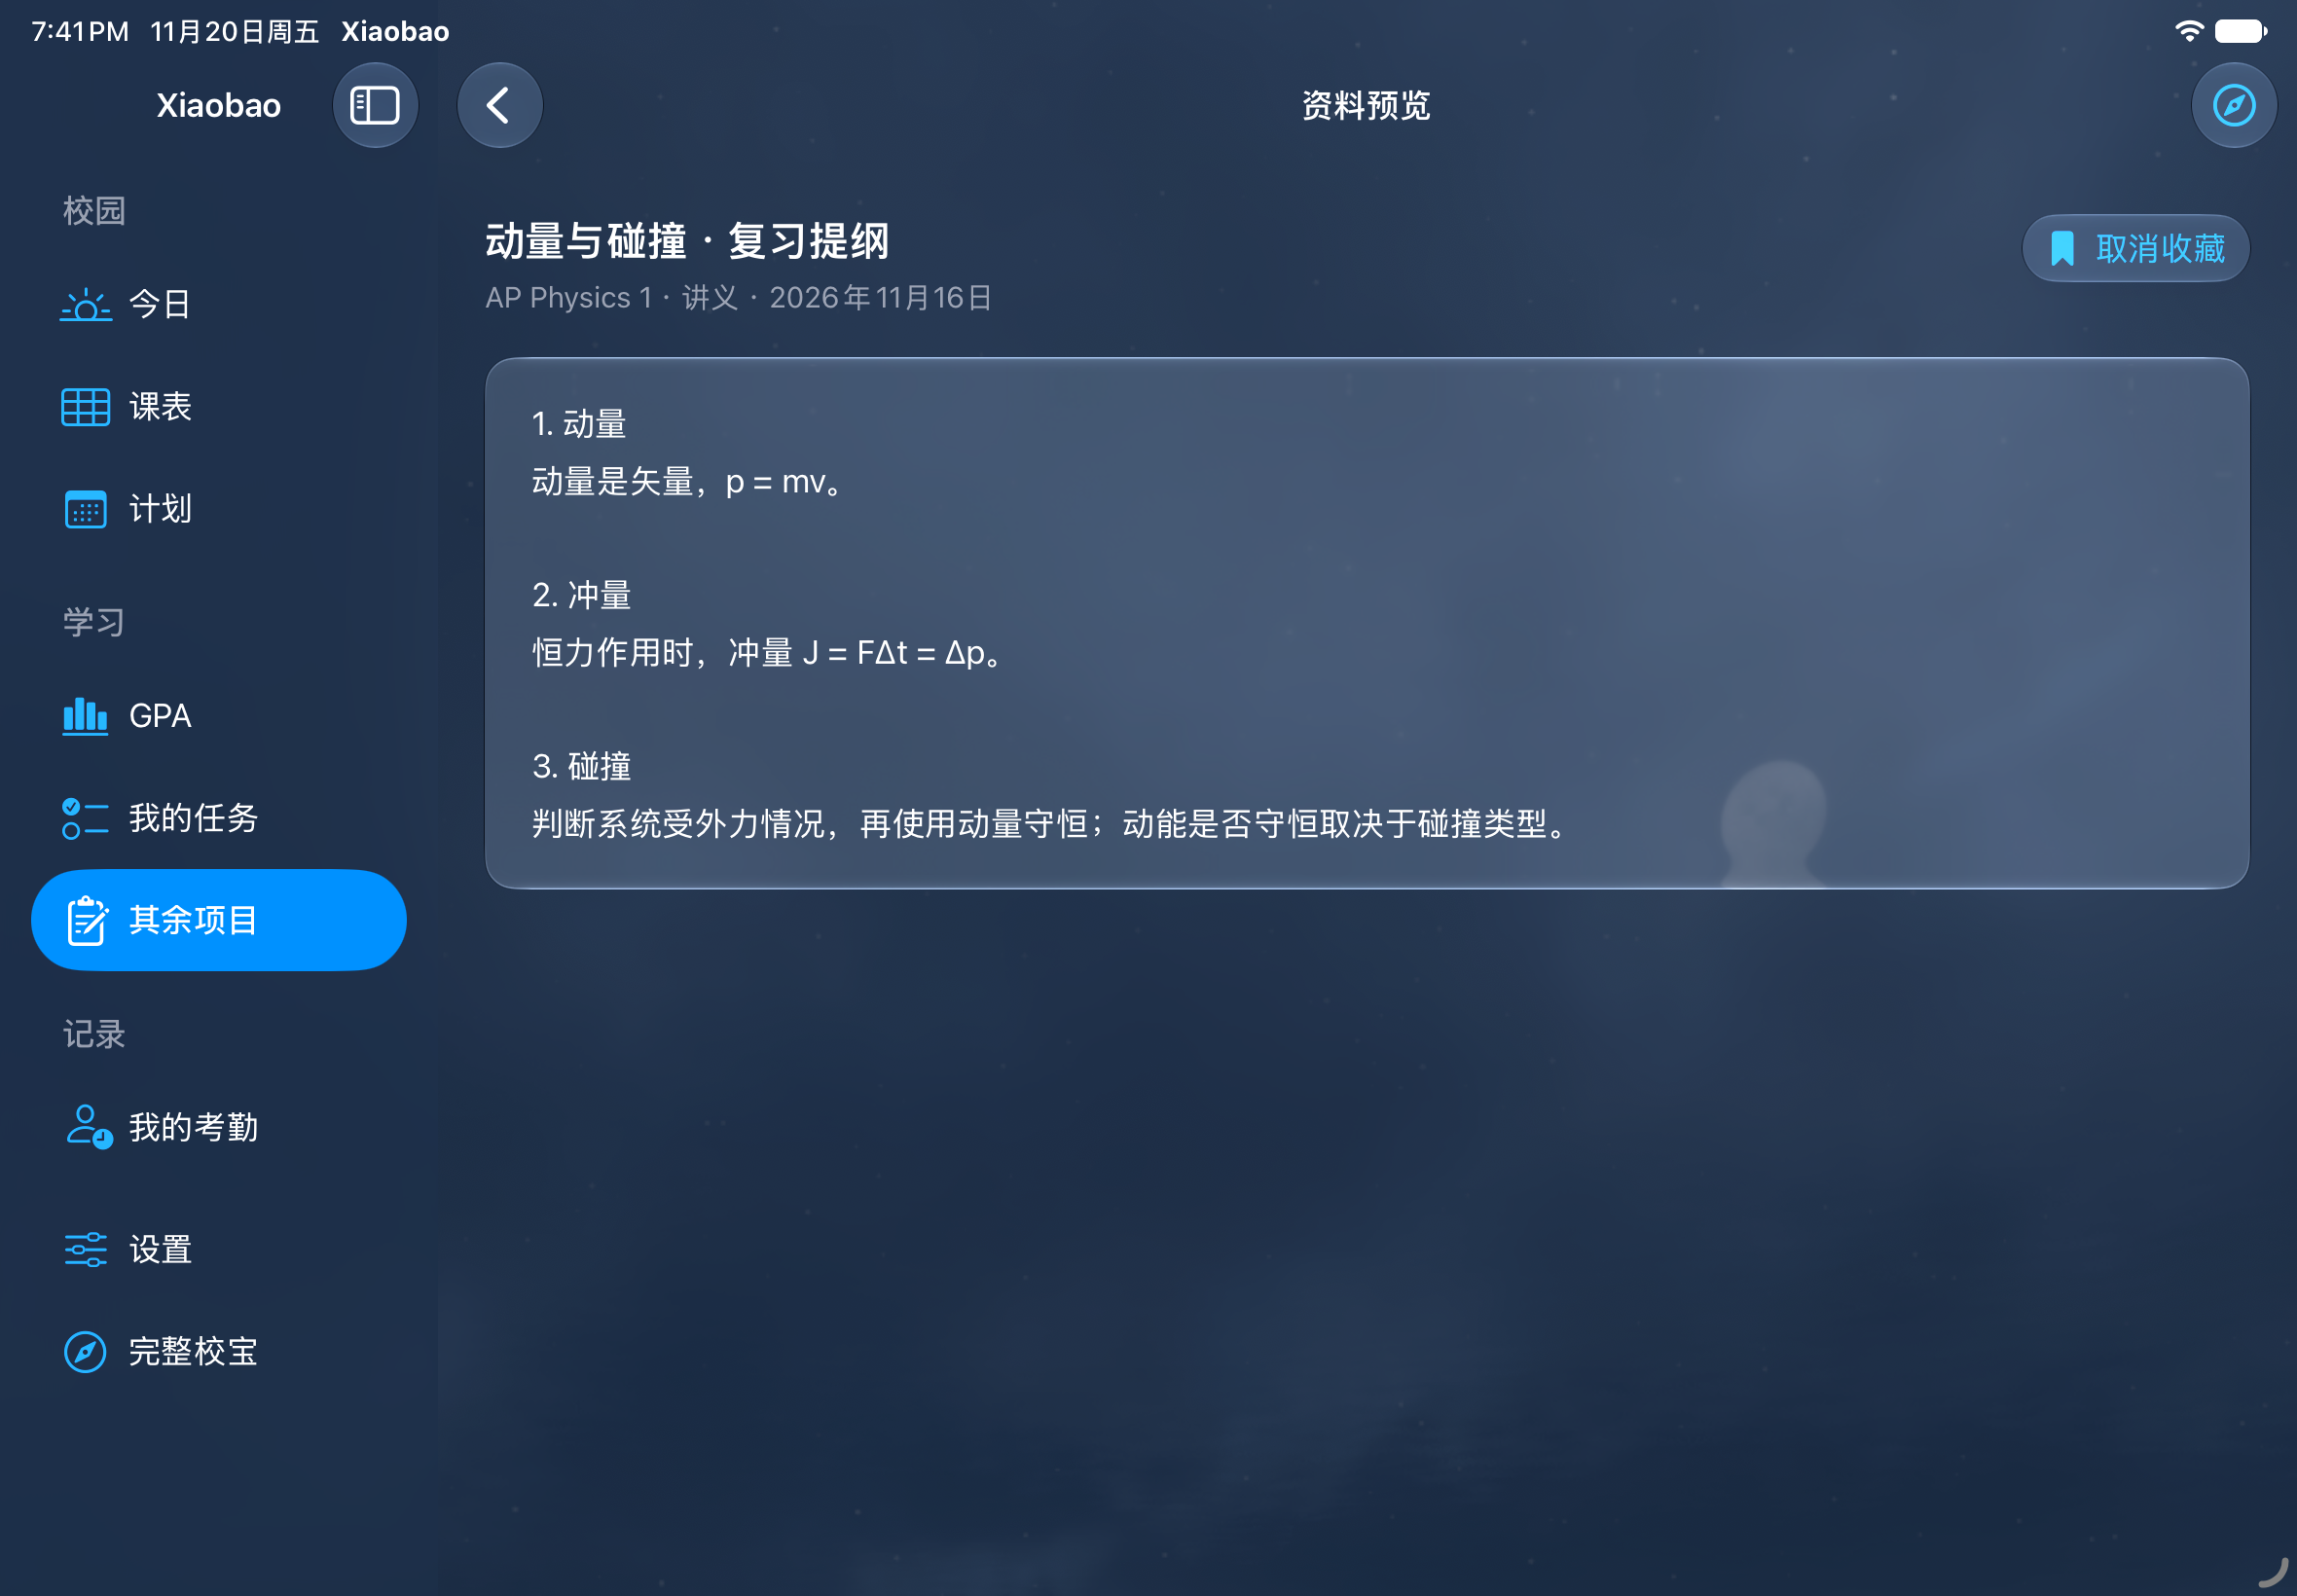 7:41 PM 11月20日周五 Xiaobao
Xiaobao
资料预览
校园
今日
课表
计划
学习
GPA
我的任务
其余项目
记录
我的考勤
设置
完整校宝
动量与碰撞 · 复习提纲
取消收藏
AP Physics 1 · 讲义 · 2026年11月16日
1. 动量
动量是矢量，p = mv。
2. 冲量
恒力作用时，冲量 J = FΔt = Δp。
3. 碰撞
判断系统受外力情况，再使用动量守恒；动能是否守恒取决于碰撞类型。